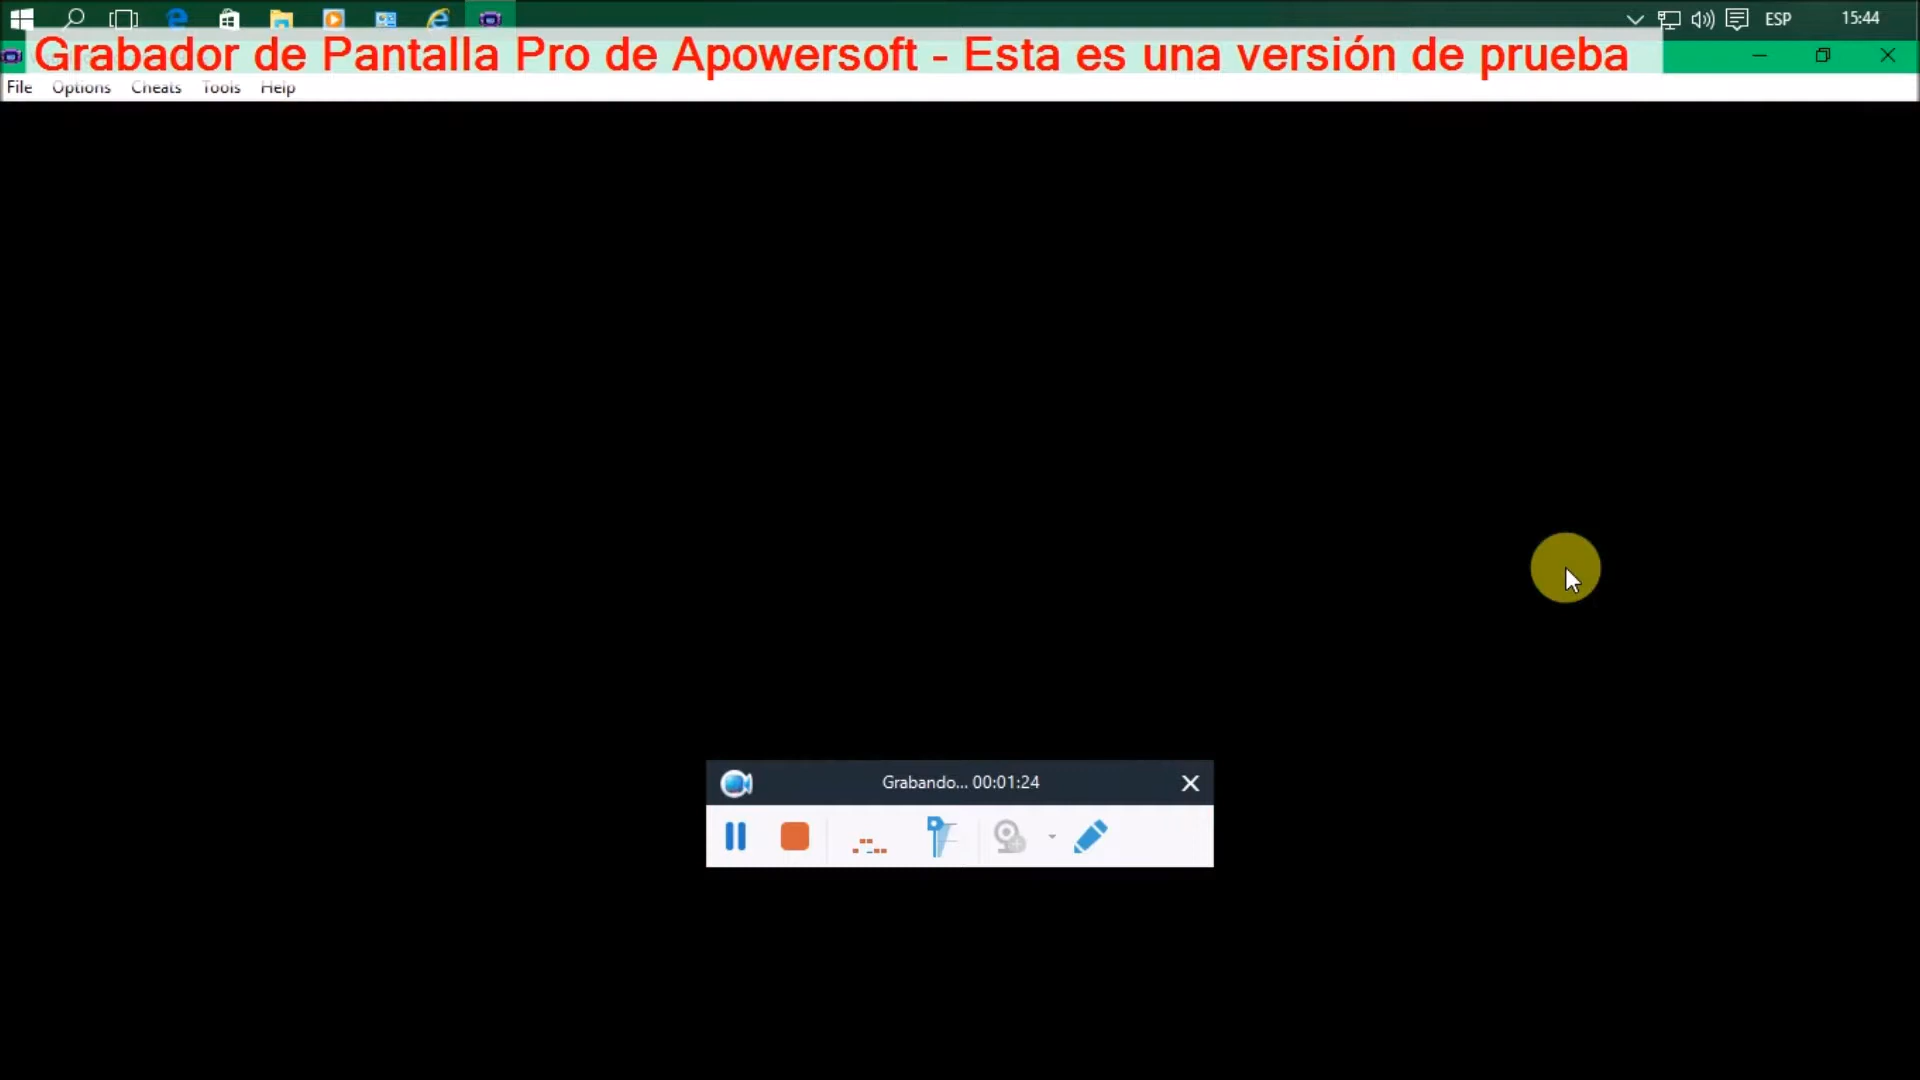 ESP 15:44
Grabador de Pantalla Pro de Apowersoft - Esta es una versión de prueba
File Options Cheats Tools Help
Grabando... 00:01:24